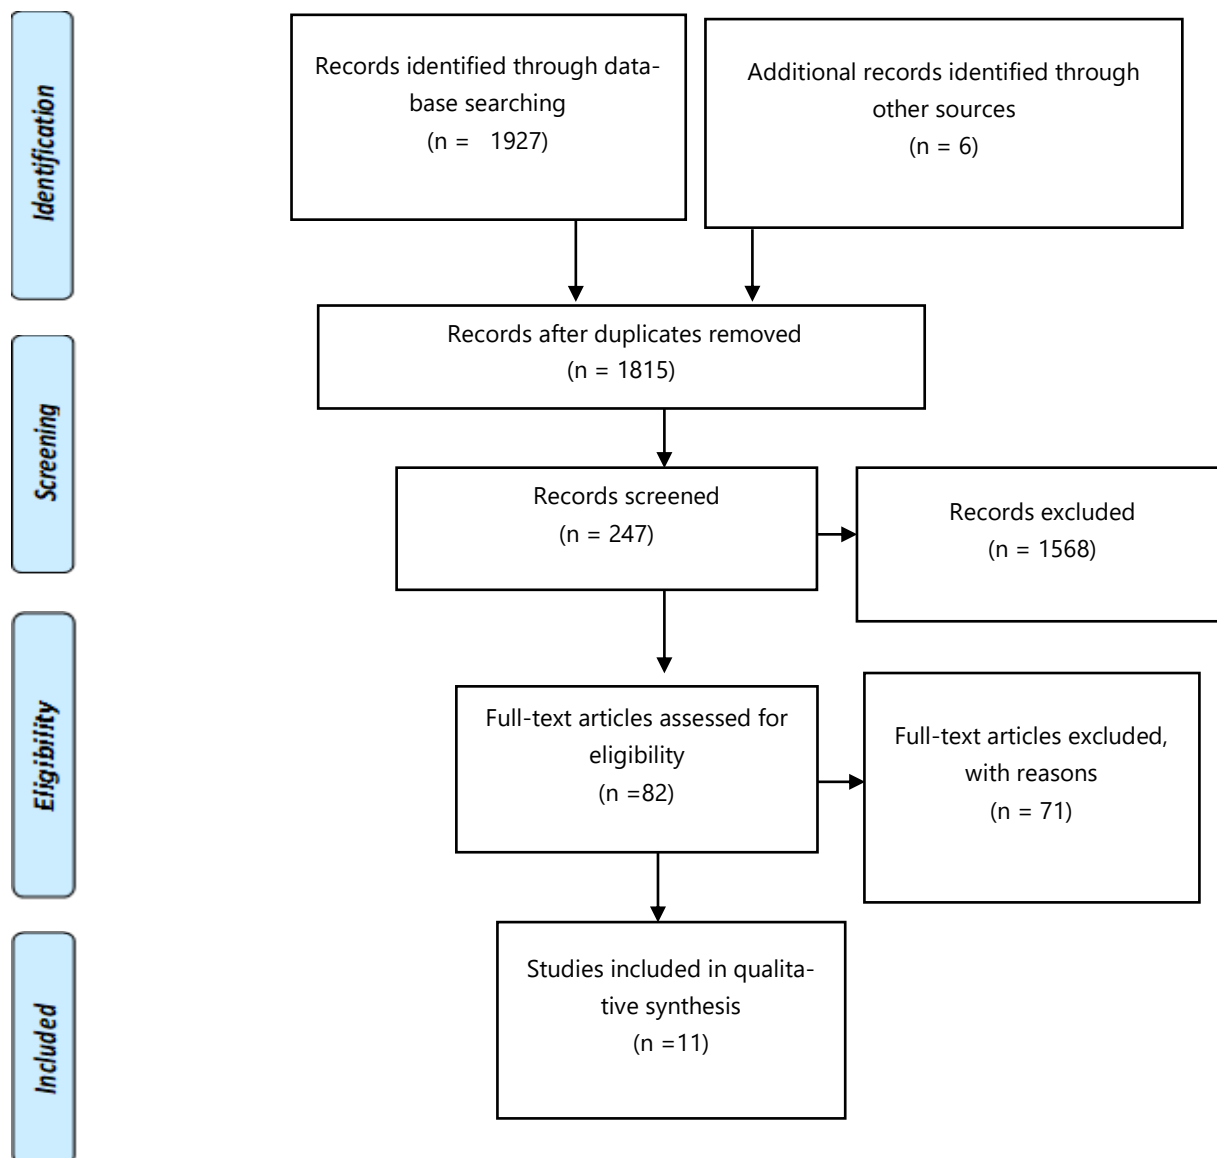 Identification
Records identified through data-
base searching
(n =   1927)
Additional records identified through
other sources
(n = 6)
Records after duplicates removed
(n = 1815)
Screening
Records screened
(n = 247)
Records excluded
(n = 1568)
Eligibility
Full-text articles assessed for
eligibility
(n =82)
Full-text articles excluded,
with reasons
(n = 71)
Included
Studies included in qualita-
tive synthesis
(n =11)